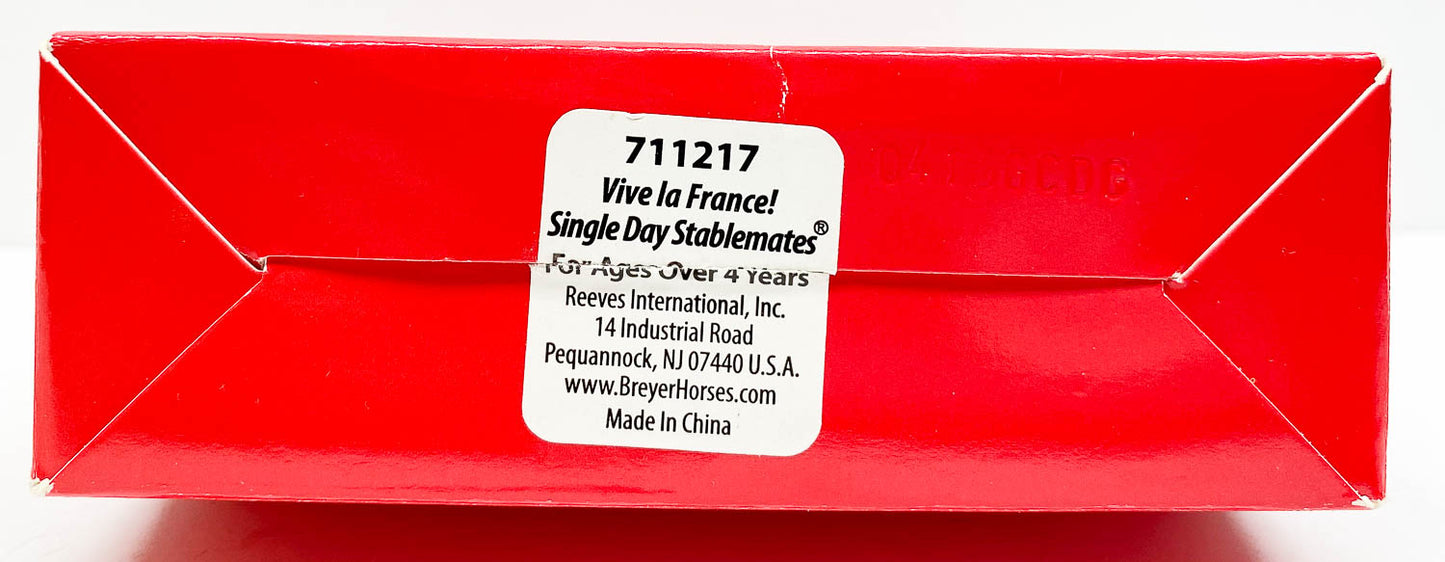 711217
Vive la France!
Single Day Stablemates®
For Ages Over 4 Years
Reeves International, Inc.
14 Industrial Road
Pequannock, NJ 07440 U.S.A.
www.BreyerHorses.com
Made In China